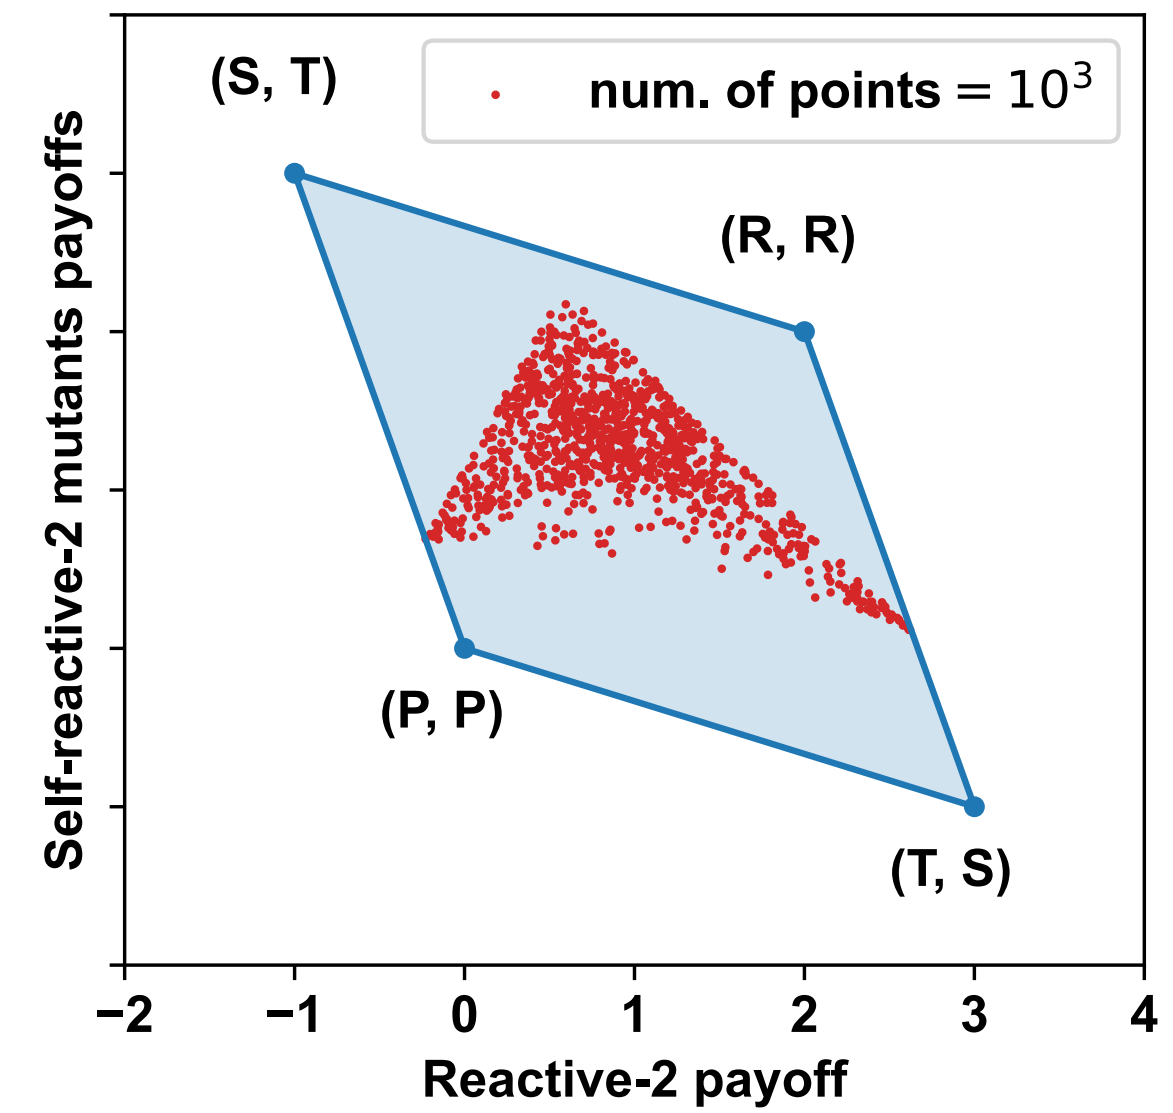 (S, T)
num. of points = 10³
(R, R)
Self-reactive-2 mutants payoffs
(P, P)
(T, S)
−2 −1 0 1 2 3 4
Reactive-2 payoff